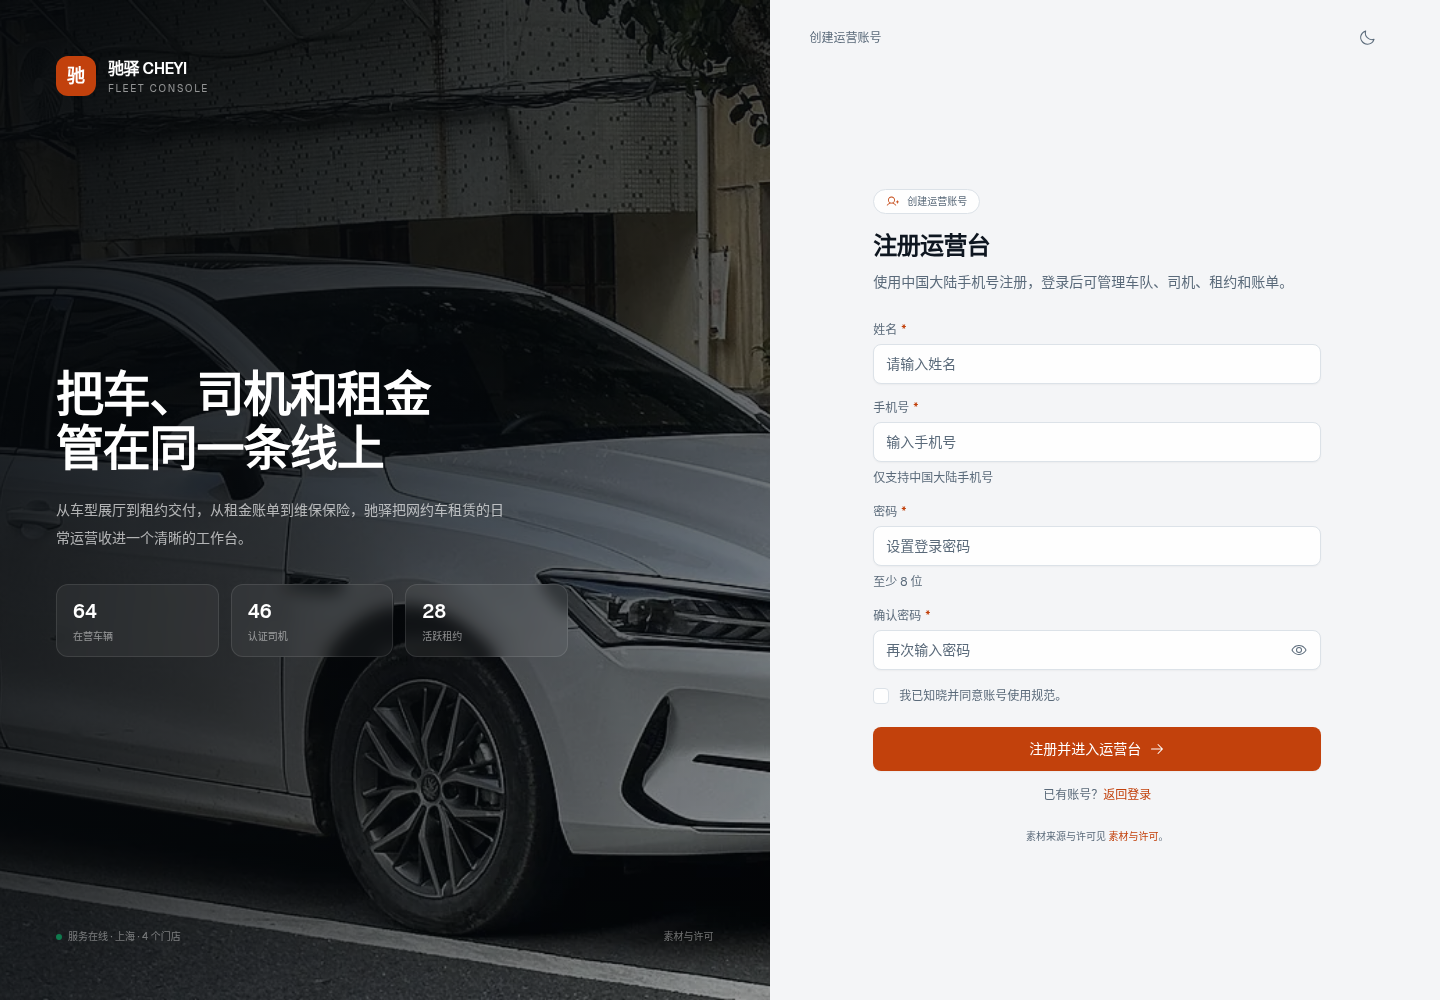 驰
驰驿 CHEYI
FLEET CONSOLE
把车、司机和租金
管在同一条线上
从车型展厅到租约交付，从租金账单到维保保险，驰驿把网约车租赁的日
常运营收进一个清晰的工作台。
64
在营车辆
46
认证司机
28
活跃租约
服务在线 · 上海 · 4 个门店
素材与许可
创建运营账号
创建运营账号
注册运营台
使用中国大陆手机号注册，登录后可管理车队、司机、租约和账单。
姓名 *
请输入姓名
手机号 *
输入手机号
仅支持中国大陆手机号
密码 *
设置登录密码
至少 8 位
确认密码 *
再次输入密码
我已知晓并同意账号使用规范。
注册并进入运营台
已有账号？返回登录
素材来源与许可见 素材与许可。